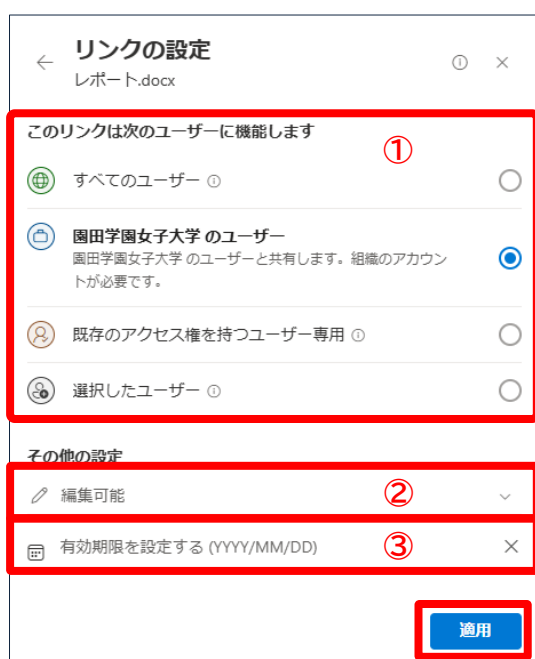 リンクの設定
レポート.docx
このリンクは次のユーザーに機能します
①
すべてのユーザー
園田学園女子大学 のユーザー
園田学園女子大学 のユーザーと共有します。組織のアカウン
トが必要です。
既存のアクセス権を持つユーザー専用
選択したユーザー
その他の設定
編集可能 ②
有効期限を設定する (YYYY/MM/DD) ③
適用